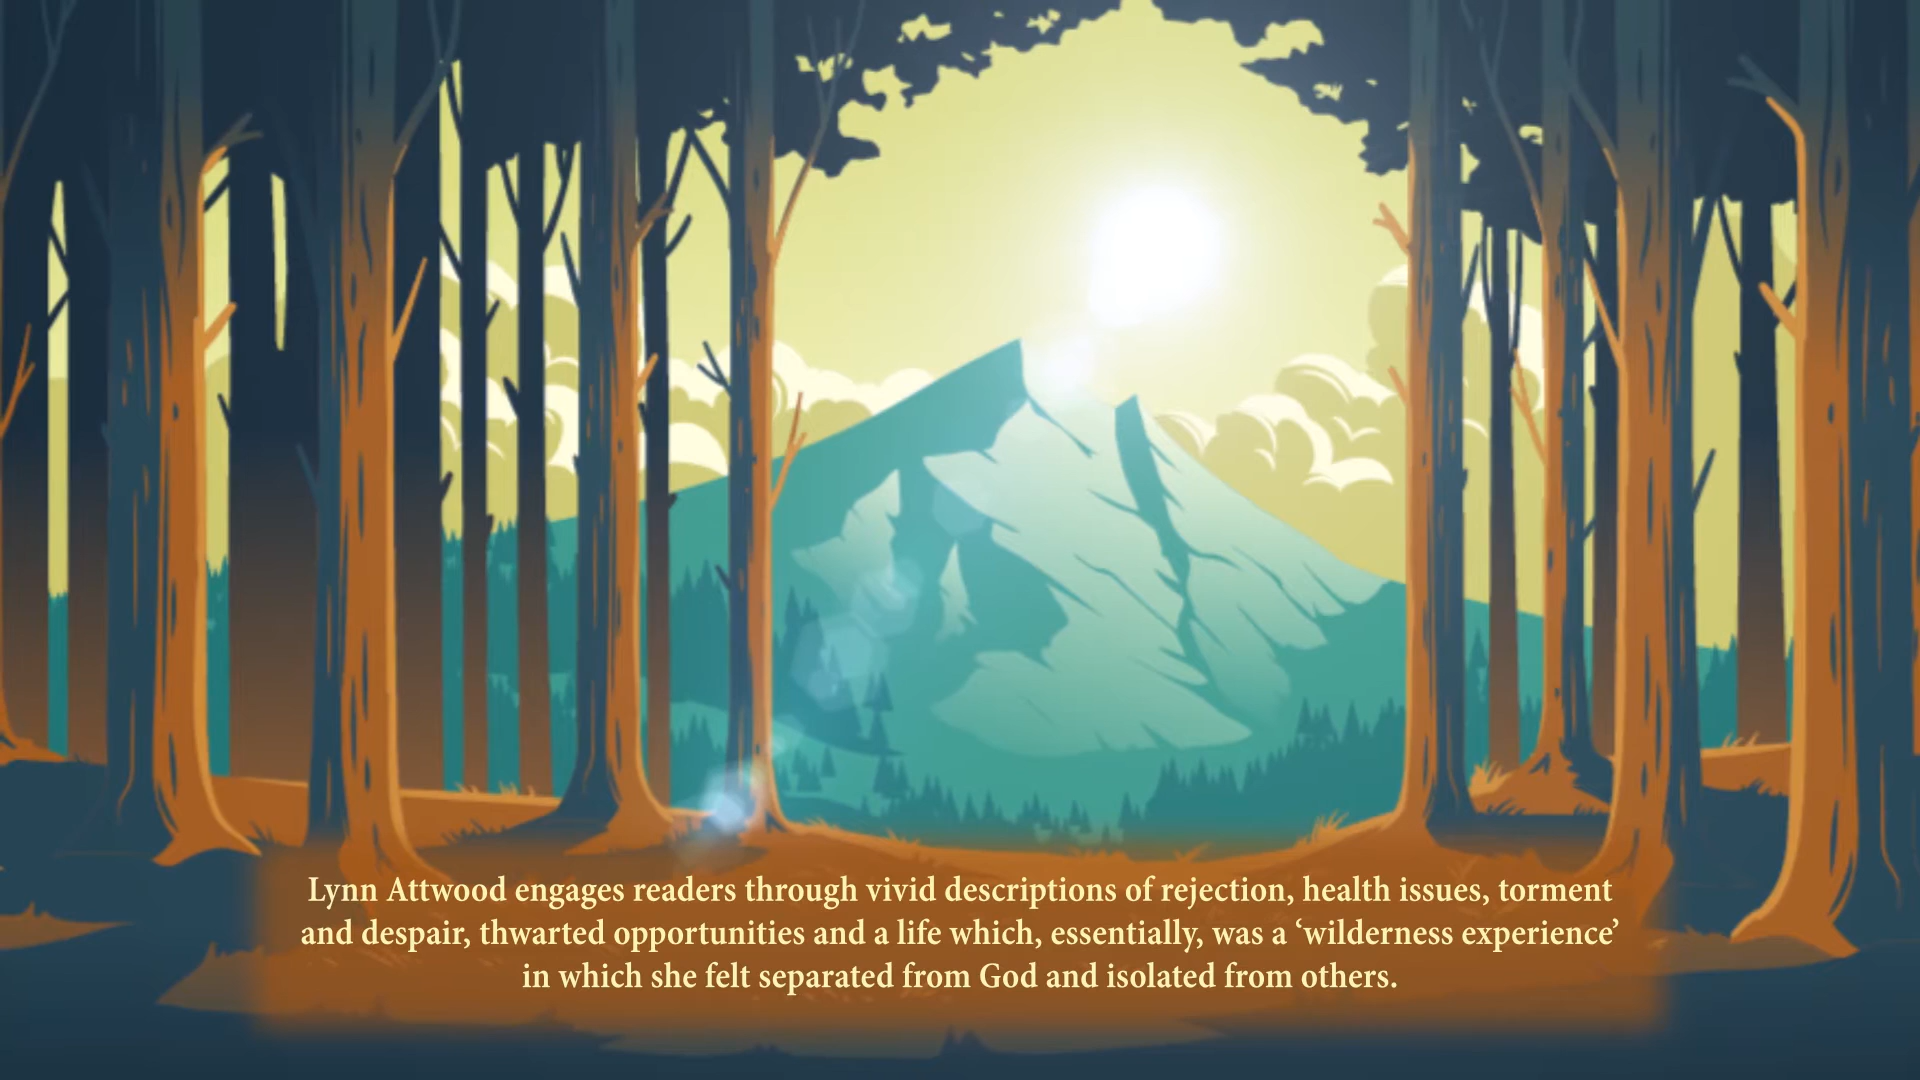 Lynn Attwood engages readers through vivid descriptions of rejection, health issues, torment
and despair, thwarted opportunities and a life which, essentially, was a ‘wilderness experience’
in which she felt separated from God and isolated from others.